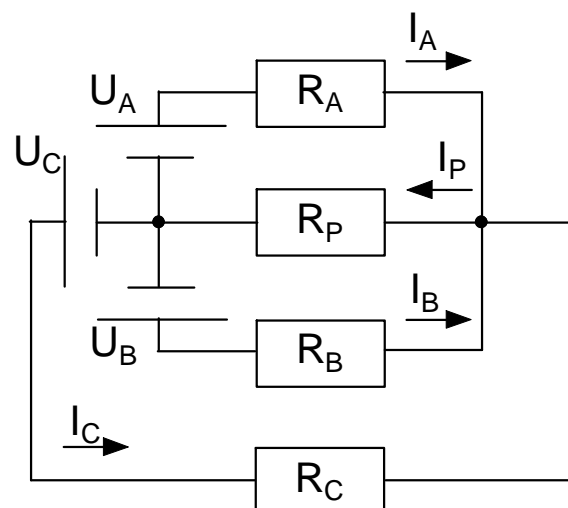 I_A
U_A
R_A
U_C
I_P
R_P
I_B
U_B
R_B
I_C
R_C